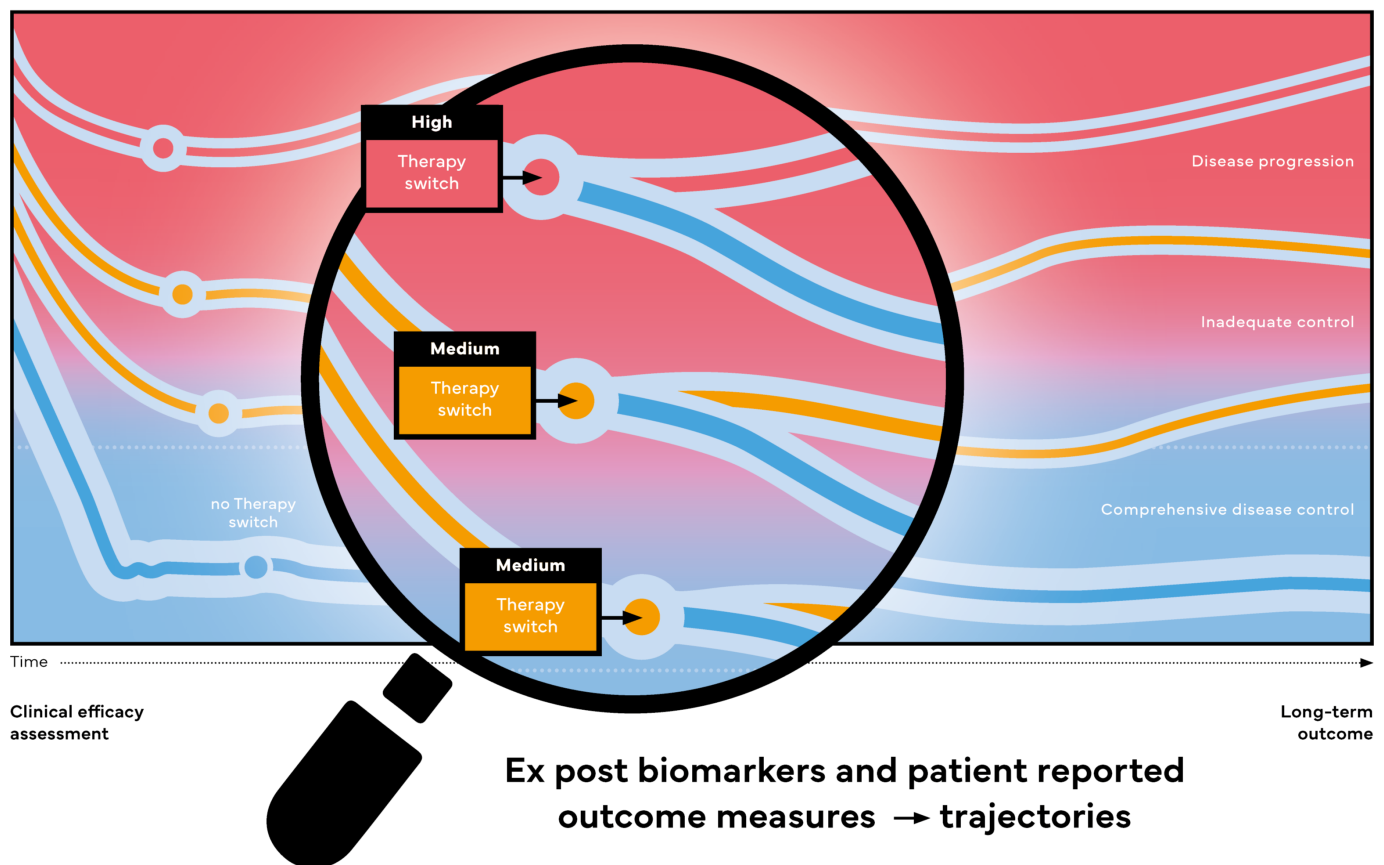 High
Therapy
switch
Disease progression
Inadequate control
Medium
Therapy
switch
no Therapy
switch
Comprehensive disease control
Medium
Therapy
switch
Time
Clinical efficacy
assessment
Long-term
outcome
Ex post biomarkers and patient reported
outcome measures → trajectories